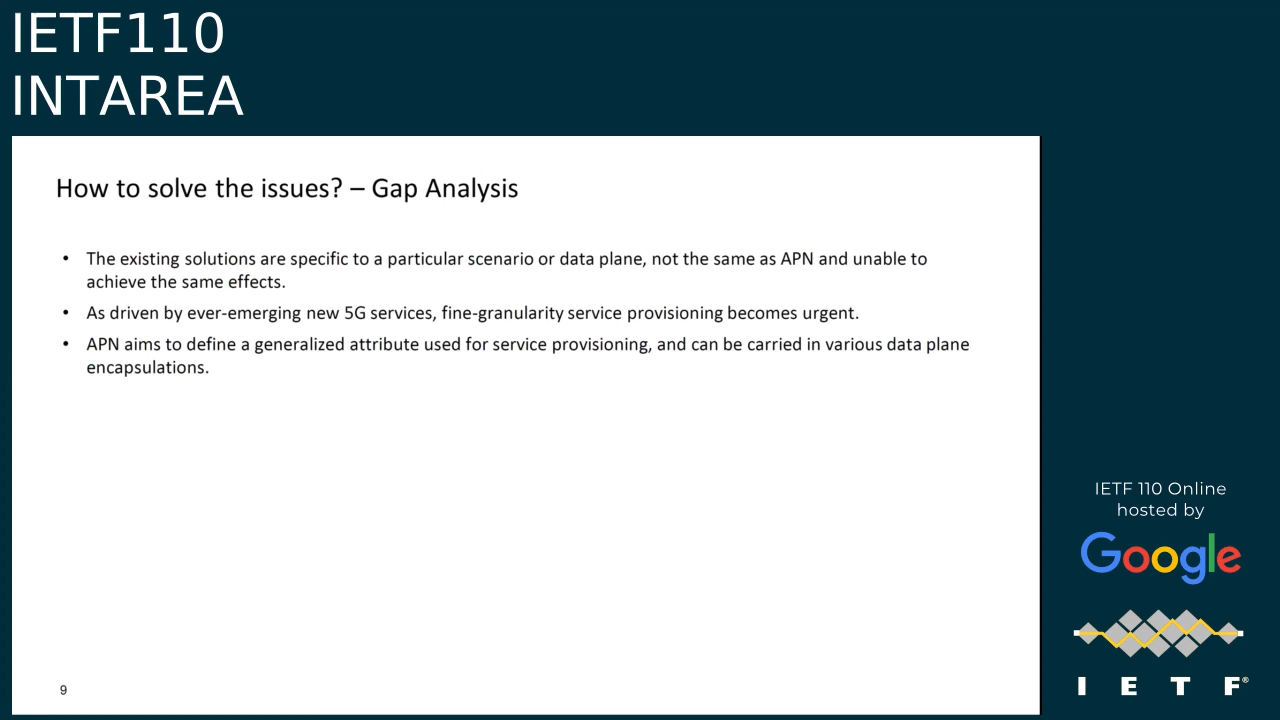 IETF110
INTAREA
How to solve the issues? – Gap Analysis
• The existing solutions are specific to a particular scenario or data plane, not the same as APN and unable to
achieve the same effects.
• As driven by ever-emerging new 5G services, fine-granularity service provisioning becomes urgent.
• APN aims to define a generalized attribute used for service provisioning, and can be carried in various data plane
encapsulations.
9
IETF 110 Online
hosted by
Google
I E T F®